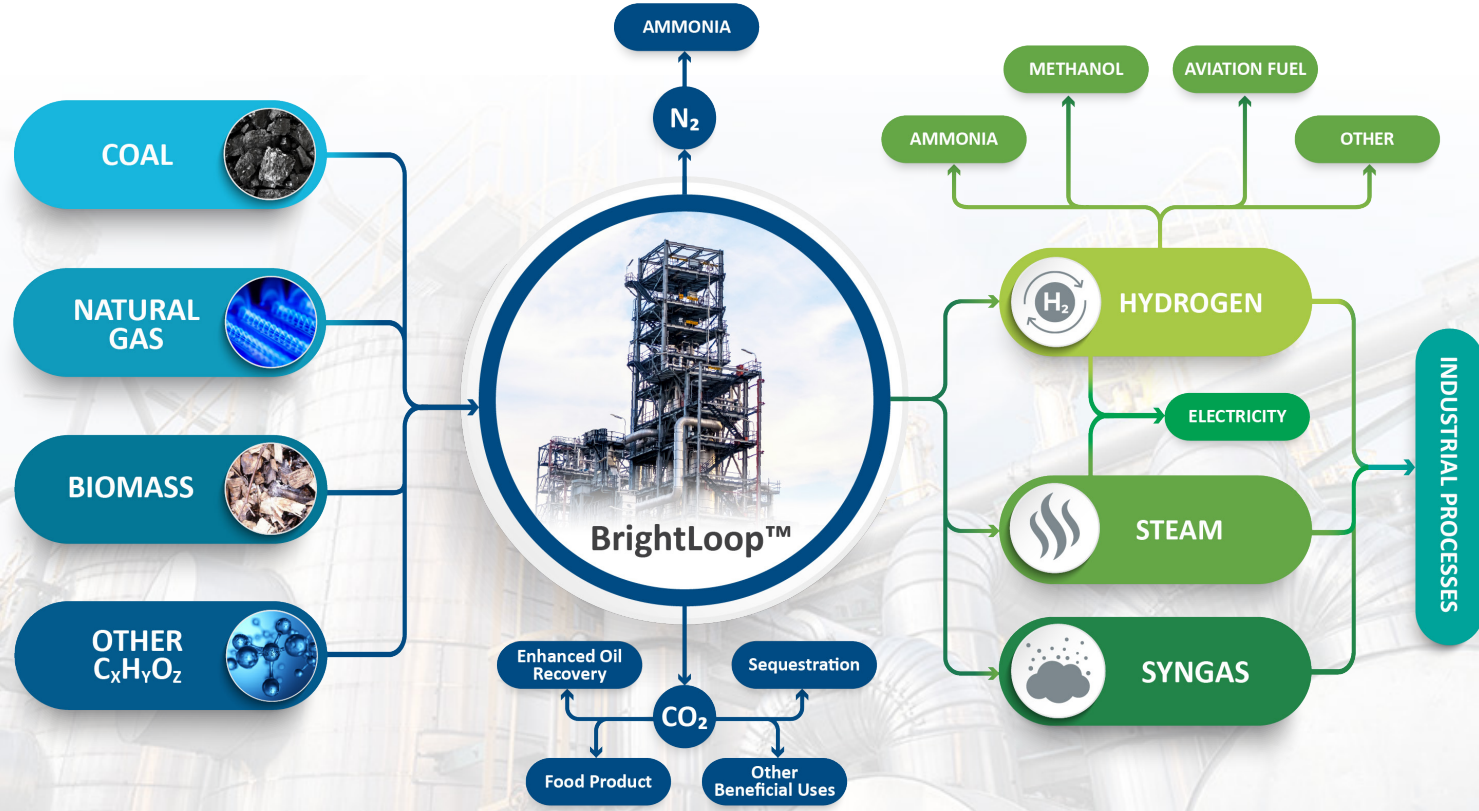 AMMONIA
N₂
COAL
NATURAL
GAS
BIOMASS
OTHER
CₓHᵧO_Z
BrightLoop™
Enhanced Oil
Recovery
Sequestration
CO₂
Food Product
Other
Beneficial Uses
METHANOL
AVIATION FUEL
AMMONIA
OTHER
H₂
HYDROGEN
ELECTRICITY
STEAM
SYNGAS
INDUSTRIAL PROCESSES